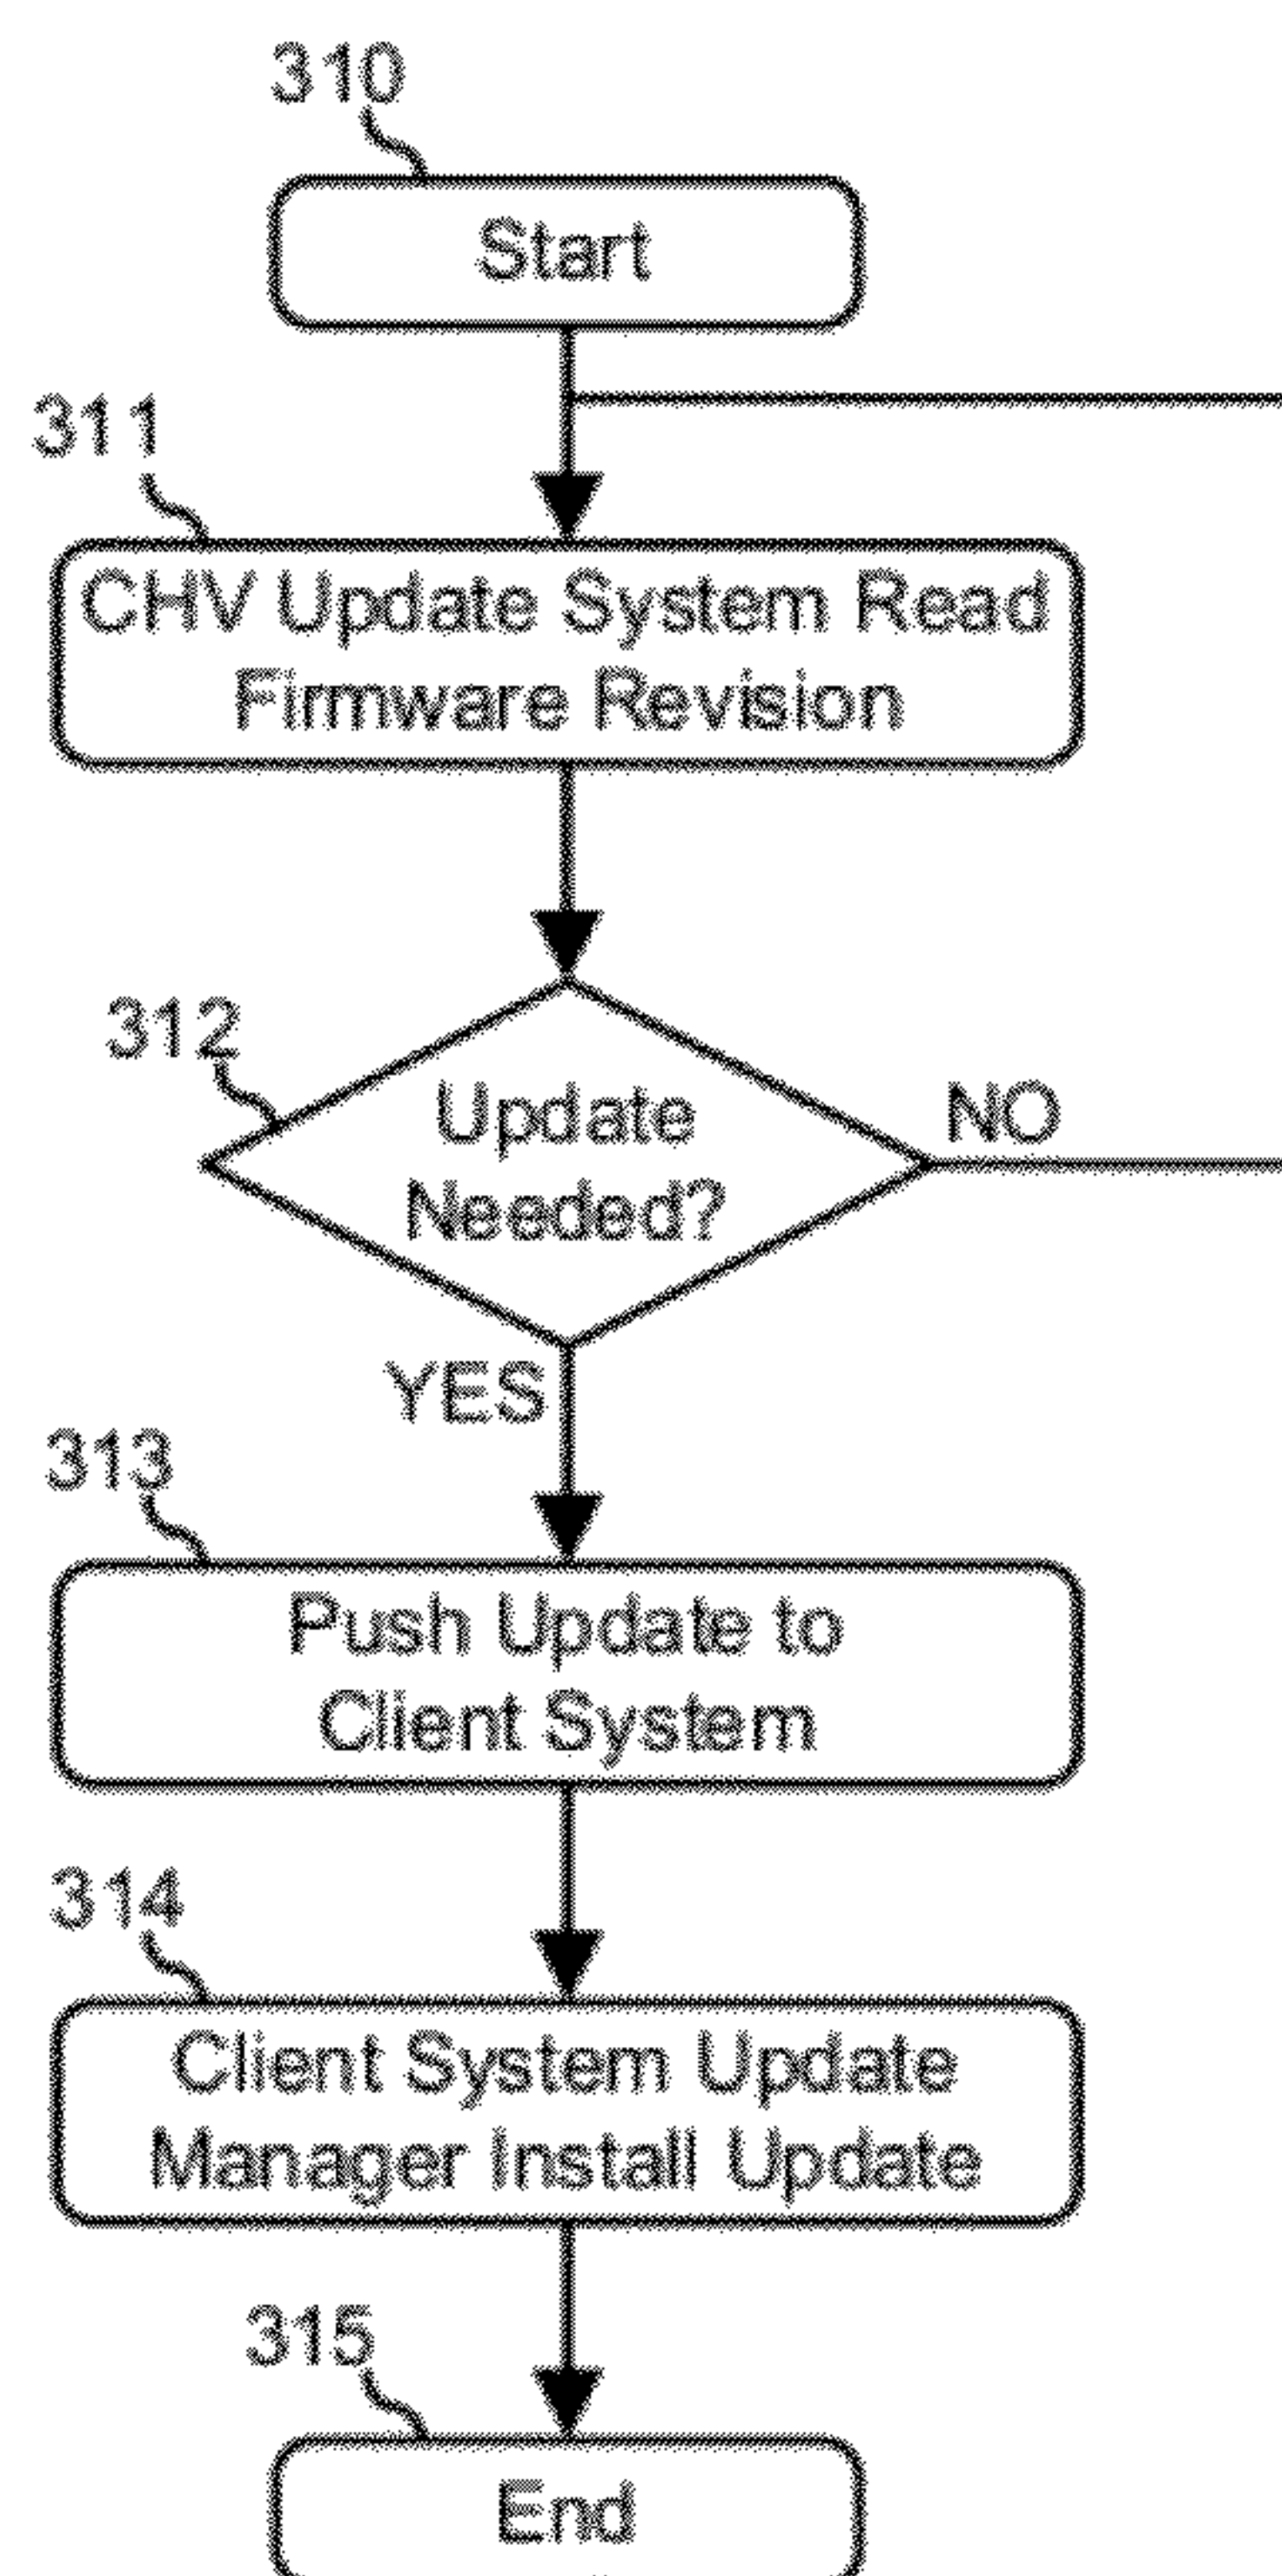 310
Start
311
CHV Update System Read
Firmware Revision
312
Update
Needed?
NO
YES
313
Push Update to
Client System
314
Client System Update
Manager Install Update
315
End